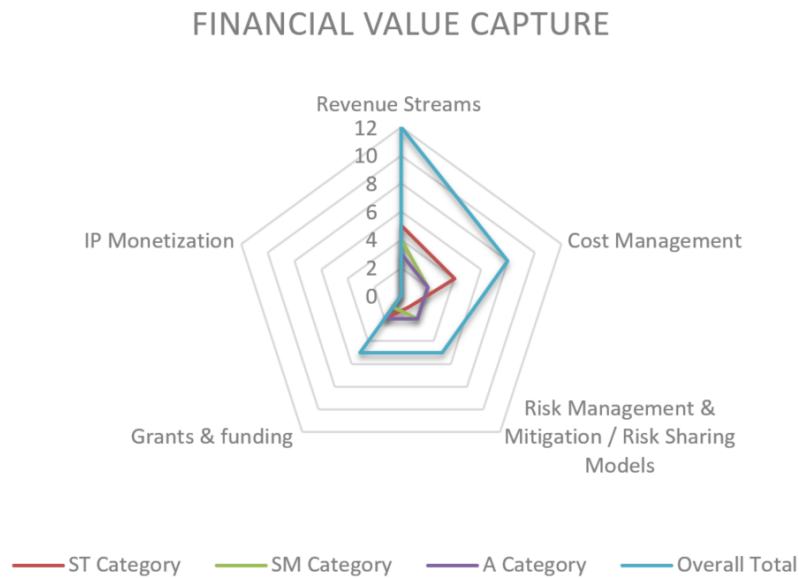 FINANCIAL VALUE CAPTURE
Revenue Streams
12
10
8
6
4
2
0
IP Monetization
Cost Management
Grants & funding
Risk Management &
Mitigation / Risk Sharing
Models
ST Category
SM Category
A Category
Overall Total